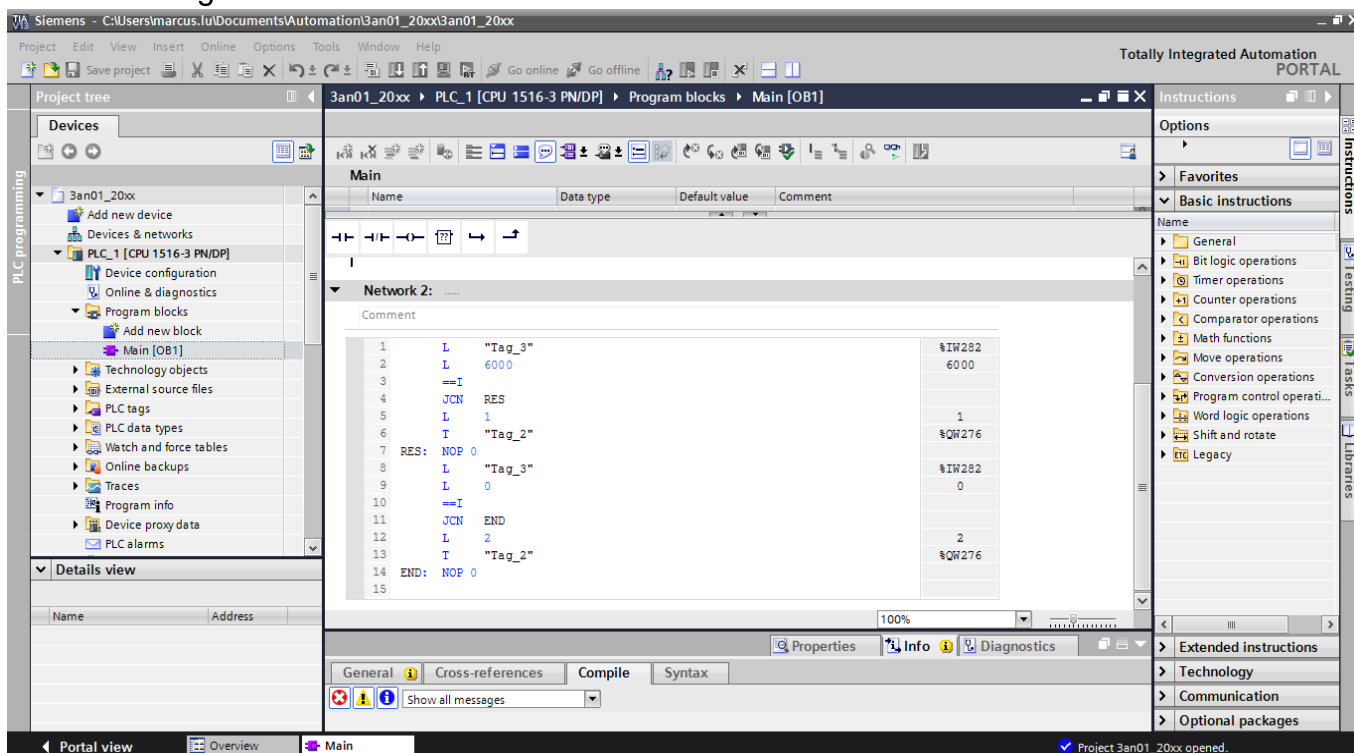 Siemens - C:\Users\marcus.lu\Documents\Automation\3an01_20xx\3an01_20xx
Project Edit View Insert Online Options Tools Window Help
Totally Integrated Automation
PORTAL
Save project Go online Go offline
Project tree
3an01_20xx ▸ PLC_1 [CPU 1516-3 PN/DP] ▸ Program blocks ▸ Main [OB1]
Instructions
Devices
Options
Main
Favorites
Name Data type Default value Comment
Basic instructions
Name
3an01_20xx
Add new device
Devices & networks
PLC_1 [CPU 1516-3 PN/DP]
Device configuration
Online & diagnostics
Program blocks
Add new block
Main [OB1]
Technology objects
External source files
PLC tags
PLC data types
Watch and force tables
Online backups
Traces
Program info
Device proxy data
PLC alarms
Details view
Name Address
PLC programming
??
Network 2: .....
Comment
1 L "Tag_3" %IW282
2 L 6000 6000
3 ==I
4 JCN RES
5 L 1 1
6 T "Tag_2" %QW276
7 RES: NOP 0
8 L "Tag_3" %IW282
9 L 0 0
10 ==I
11 JCN END
12 L 2 2
13 T "Tag_2" %QW276
14 END: NOP 0
15
100%
Properties Info Diagnostics
General Cross-references Compile Syntax
Show all messages
General
Bit logic operations
Timer operations
Counter operations
Comparator operations
Math functions
Move operations
Conversion operations
Program control operati...
Word logic operations
Shift and rotate
Legacy
Extended instructions
Technology
Communication
Optional packages
Instructions
Testing
Tasks
Libraries
Portal view Overview Main
Project 3an01_20xx opened.